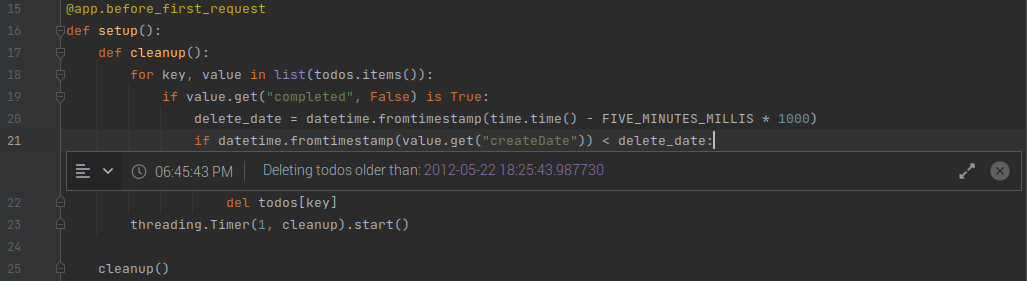 15 @app.before_first_request
16 def setup():
17     def cleanup():
18         for key, value in list(todos.items()):
19             if value.get("completed", False) is True:
20                 delete_date = datetime.fromtimestamp(time.time() - FIVE_MINUTES_MILLIS * 1000)
21                 if datetime.fromtimestamp(value.get("createDate")) < delete_date:
06:45:43 PM Deleting todos older than: 2012-05-22 18:25:43.987730
22                     del todos[key]
23         threading.Timer(1, cleanup).start()
24
25     cleanup()